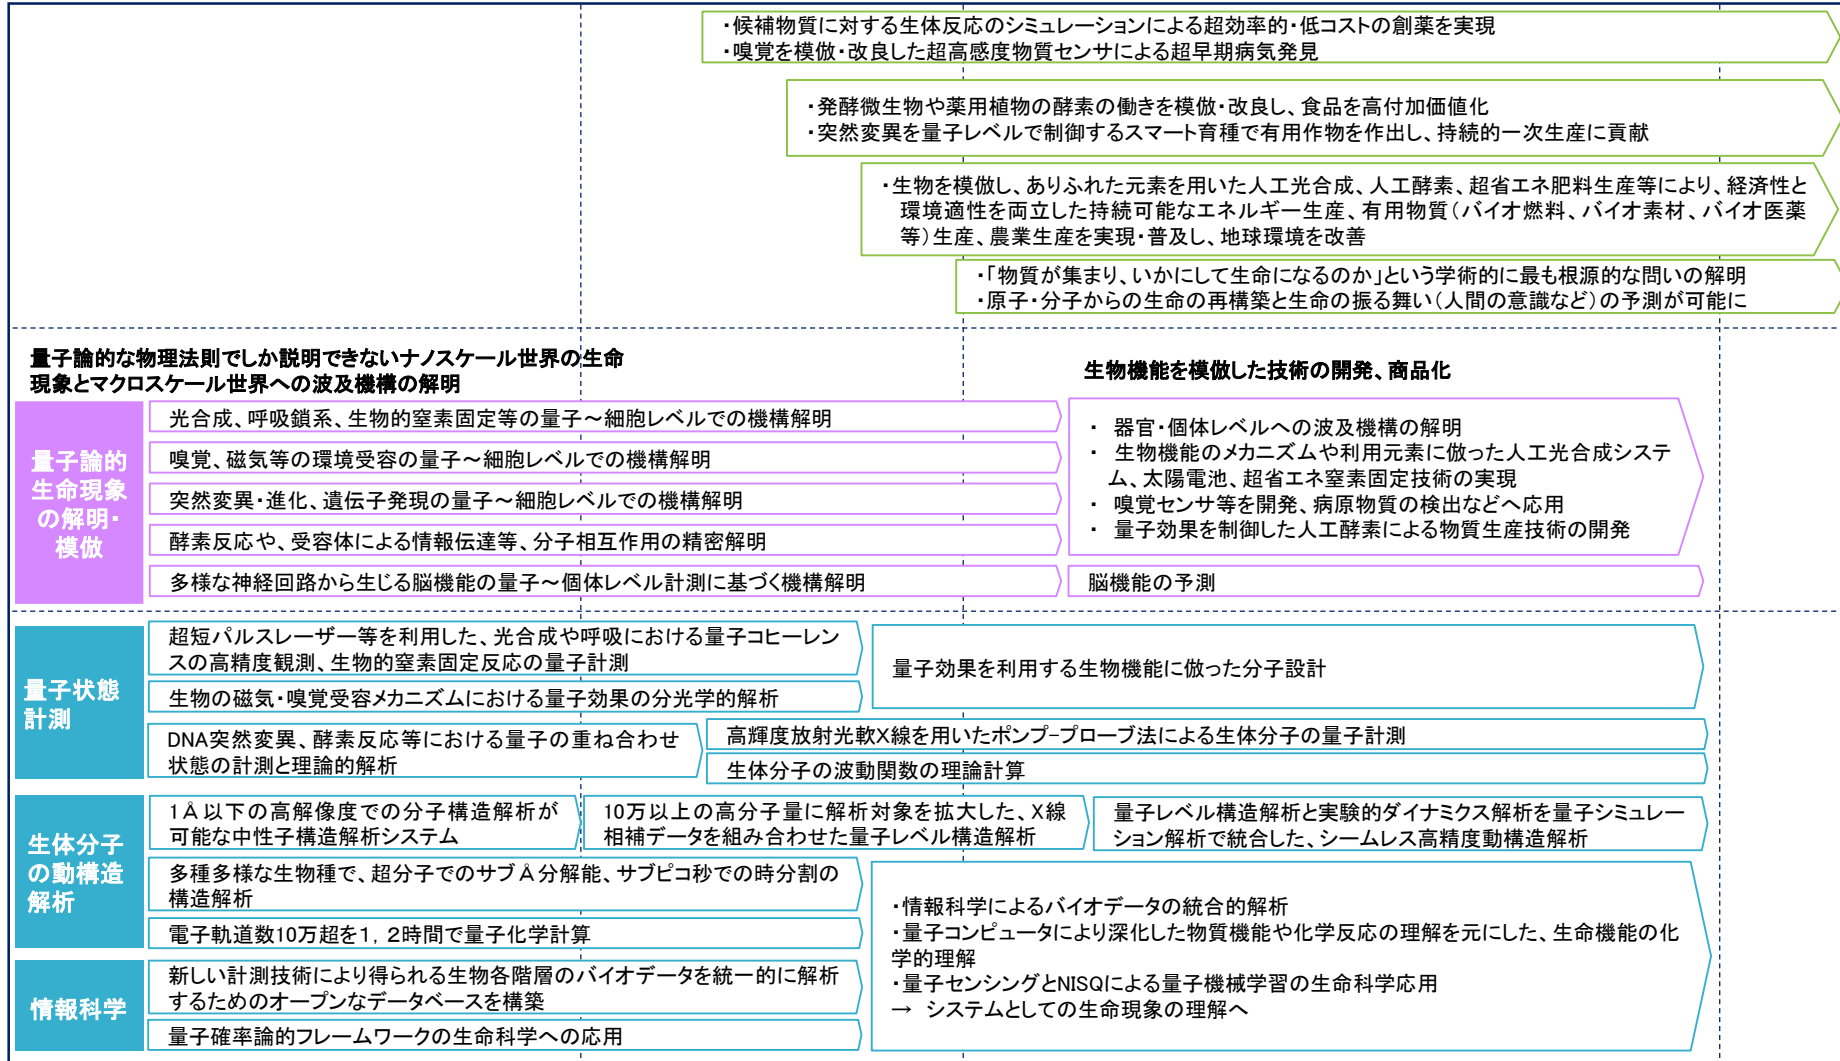 ・候補物質に対する生体反応のシミュレーションによる超効率的・低コストの創薬を実現
・嗅覚を模倣・改良した超高感度物質センサによる超早期病気発見
・発酵微生物や薬用植物の酵素の働きを模倣・改良し、食品を高付加価値化
・突然変異を量子レベルで制御するスマート育種で有用作物を作出し、持続的一次生産に貢献
・生物を模倣し、ありふれた元素を用いた人工光合成、人工酵素、超省エネ肥料生産等により、経済性と
環境適性を両立した持続可能なエネルギー生産、有用物質（バイオ燃料、バイオ素材、バイオ医薬
等）生産、農業生産を実現・普及し、地球環境を改善
・「物質が集まり、いかにして生命になるのか」という学術的に最も根源的な問いの解明
・原子・分子からの生命の再構築と生命の振る舞い（人間の意識など）の予測が可能に
量子論的な物理法則でしか説明できないナノスケール世界の生命
現象とマクロスケール世界への波及機構の解明
生物機能を模倣した技術の開発、商品化
量子論的
生命現象
の解明・
模倣
光合成、呼吸鎖系、生物的窒素固定等の量子～細胞レベルでの機構解明
嗅覚、磁気等の環境受容の量子～細胞レベルでの機構解明
突然変異・進化、遺伝子発現の量子～細胞レベルでの機構解明
酵素反応や、受容体による情報伝達等、分子相互作用の精密解明
多様な神経回路から生じる脳機能の量子～個体レベル計測に基づく機構解明
・ 器官・個体レベルへの波及機構の解明
・ 生物機能のメカニズムや利用元素に倣った人工光合成システ
ム、太陽電池、超省エネ窒素固定技術の実現
・ 嗅覚センサ等を開発、病原物質の検出などへ応用
・ 量子効果を制御した人工酵素による物質生産技術の開発
脳機能の予測
量子状態
計測
超短パルスレーザー等を利用した、光合成や呼吸における量子コヒーレン
スの高精度観測、生物的窒素固定反応の量子計測
生物の磁気・嗅覚受容メカニズムにおける量子効果の分光学的解析
DNA突然変異、酵素反応等における量子の重ね合わせ
状態の計測と理論的解析
量子効果を利用する生物機能に倣った分子設計
高輝度放射光軟X線を用いたポンプ-プローブ法による生体分子の量子計測
生体分子の波動関数の理論計算
生体分子
の動構造
解析
1Å以下の高解像度での分子構造解析が
可能な中性子構造解析システム
10万以上の高分子量に解析対象を拡大した、X線
相補データを組み合わせた量子レベル構造解析
量子レベル構造解析と実験的ダイナミクス解析を量子シミュレー
ション解析で統合した、シームレス高精度動構造解析
多種多様な生物種で、超分子でのサブÅ分解能、サブピコ秒での時分割の
構造解析
電子軌道数10万超を1，2時間で量子化学計算
情報科学
新しい計測技術により得られる生物各階層のバイオデータを統一的に解析
するためのオープンなデータベースを構築
量子確率論的フレームワークの生命科学への応用
・情報科学によるバイオデータの統合的解析
・量子コンピュータにより深化した物質機能や化学反応の理解を元にした、生命機能の化
学的理解
・量子センシングとNISQによる量子機械学習の生命科学応用
→ システムとしての生命現象の理解へ